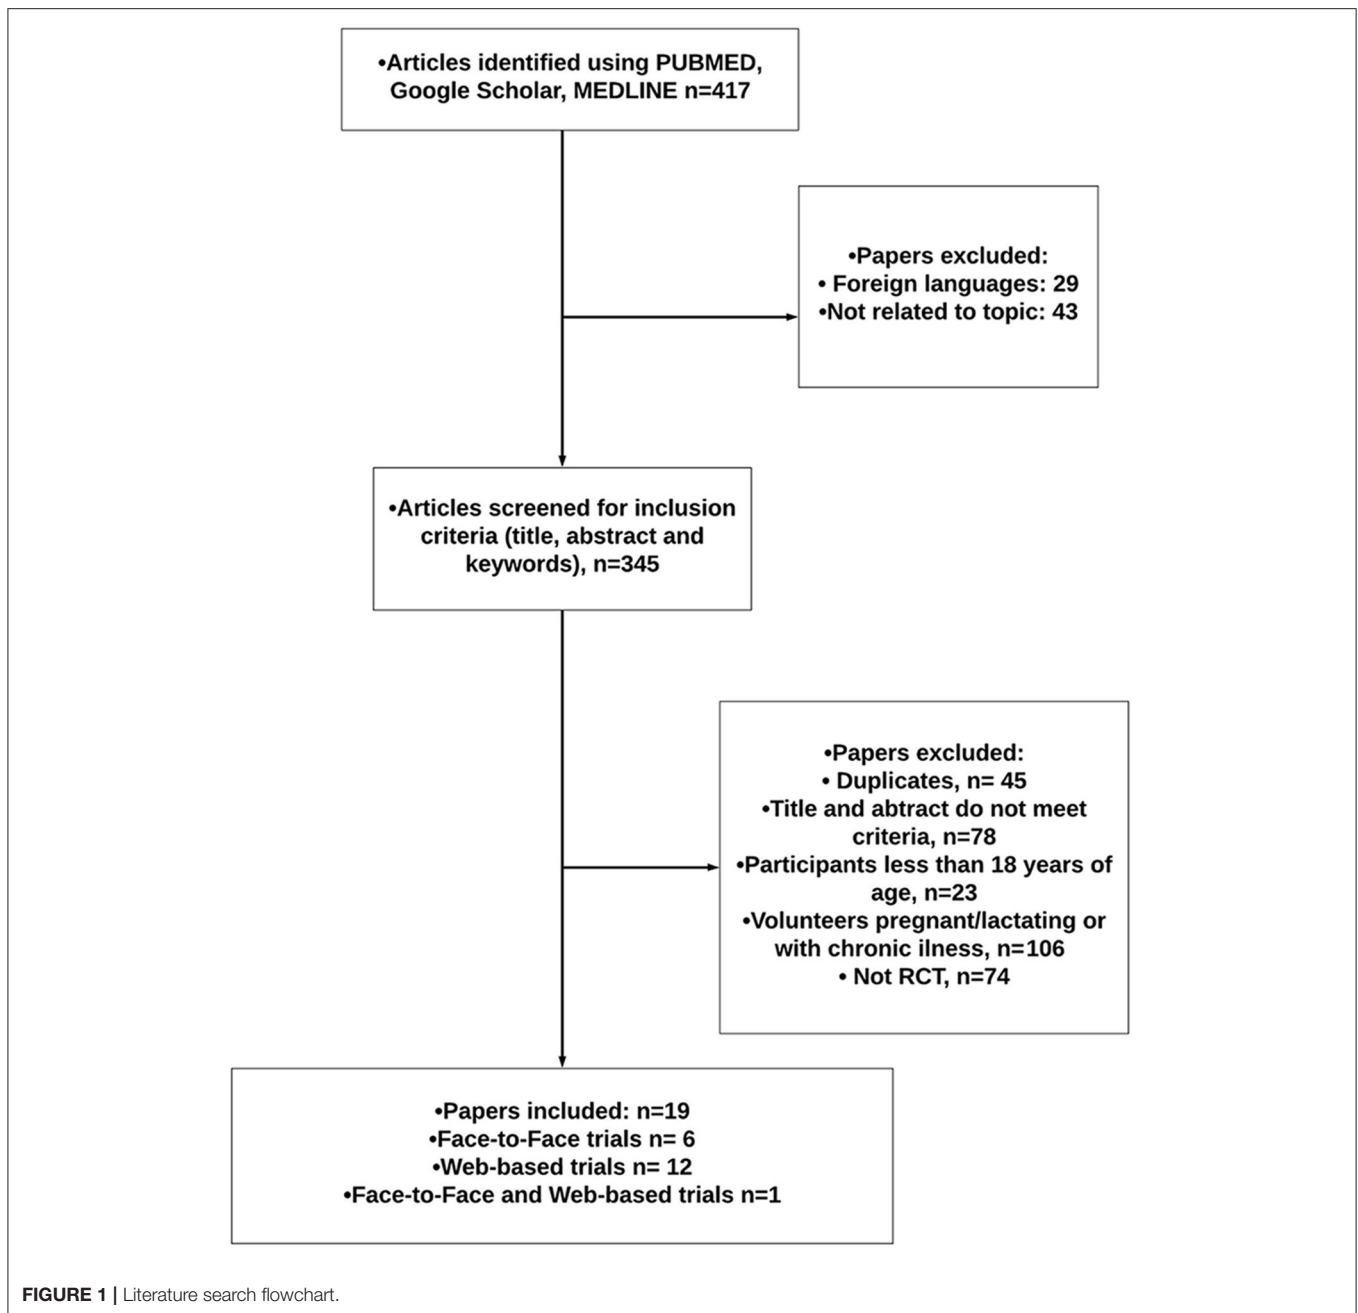 •Articles identified using PUBMED,
Google Scholar, MEDLINE n=417
•Papers excluded:
• Foreign languages: 29
•Not related to topic: 43
•Articles screened for inclusion
criteria (title, abstract and
keywords), n=345
•Papers excluded:
• Duplicates, n= 45
•Title and abtract do not meet
criteria, n=78
•Participants less than 18 years of
age, n=23
•Volunteers pregnant/lactating or
with chronic ilness, n=106
• Not RCT, n=74
•Papers included: n=19
•Face-to-Face trials n= 6
•Web-based trials n= 12
•Face-to-Face and Web-based trials n=1
FIGURE 1 | Literature search flowchart.